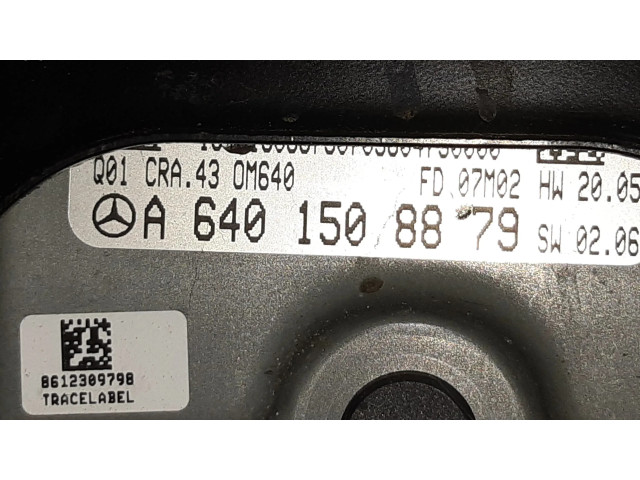 Q01 CRA.43 OM640 FD 07M02 HW 20.05
A 640 150 88 79 SW 02.06
8612309798
TRACELABEL